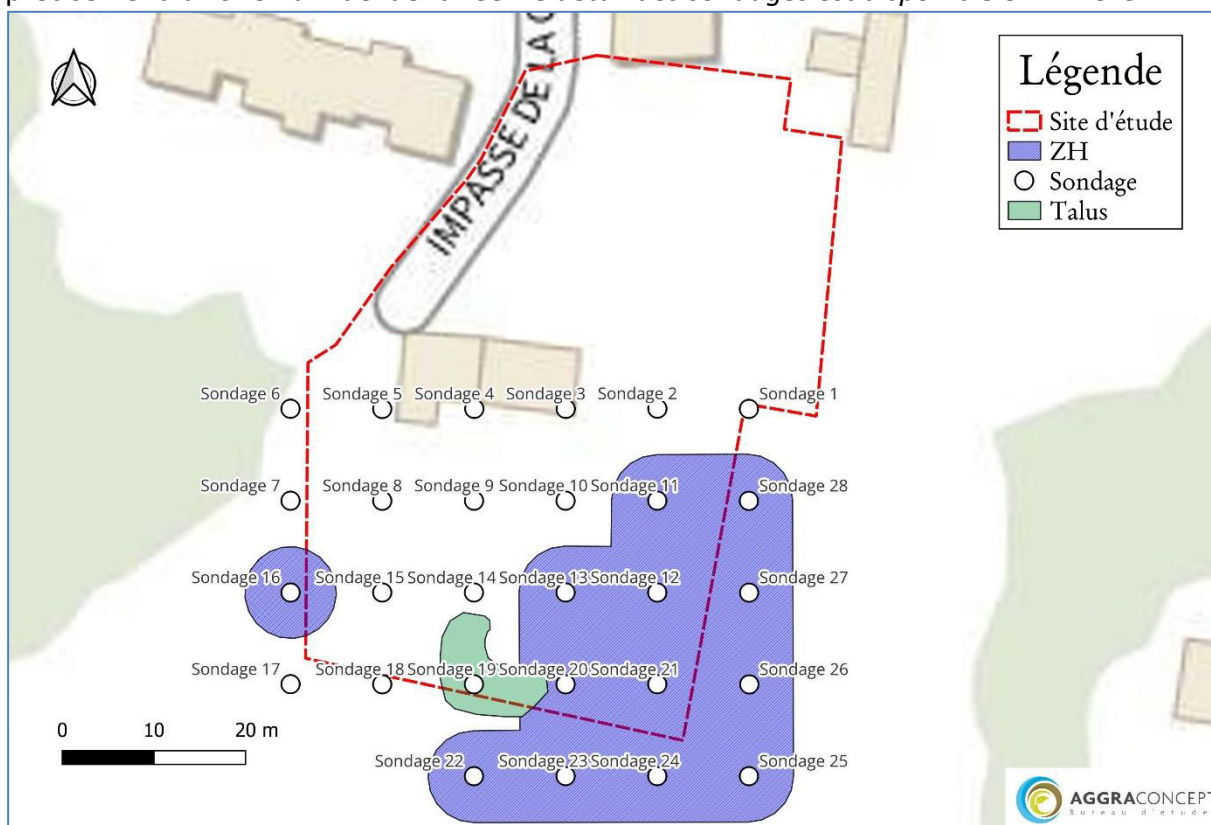 IMPASSE DE LA
Légende
Site d'étude
ZH
Sondage
Talus
Sondage 6
Sondage 5
Sondage 4
Sondage 3
Sondage 2
Sondage 1
Sondage 7
Sondage 8
Sondage 9
Sondage 10
Sondage 11
Sondage 28
Sondage 16
Sondage 15
Sondage 14
Sondage 13
Sondage 12
Sondage 27
Sondage 17
Sondage 18
Sondage 19
Sondage 20
Sondage 21
Sondage 26
0 10 20 m
Sondage 22
Sondage 23
Sondage 24
Sondage 25
AGGRACONCEPT
Bureau d'études